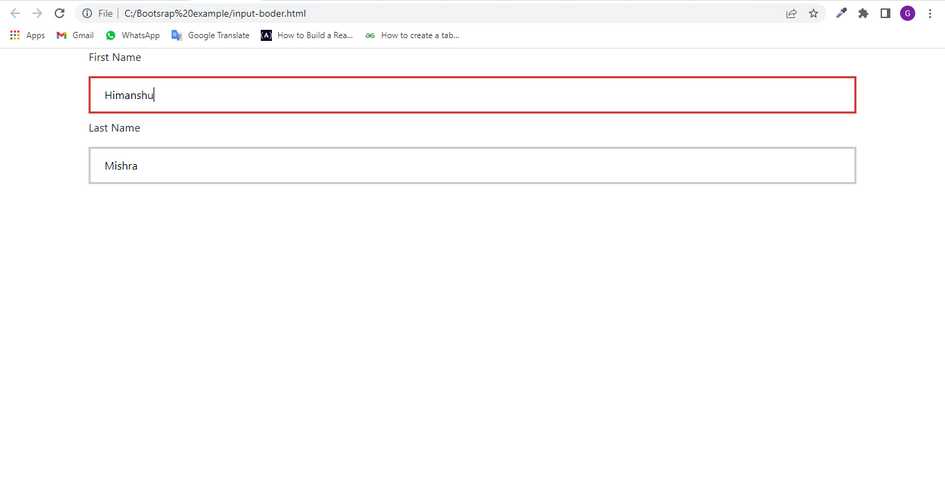 File C:/Bootsrap%20example/input-boder.html G
Apps Gmail WhatsApp Google Translate {A} How to Build a Rea... How to create a tab...
First Name
Himanshu
Last Name
Mishra